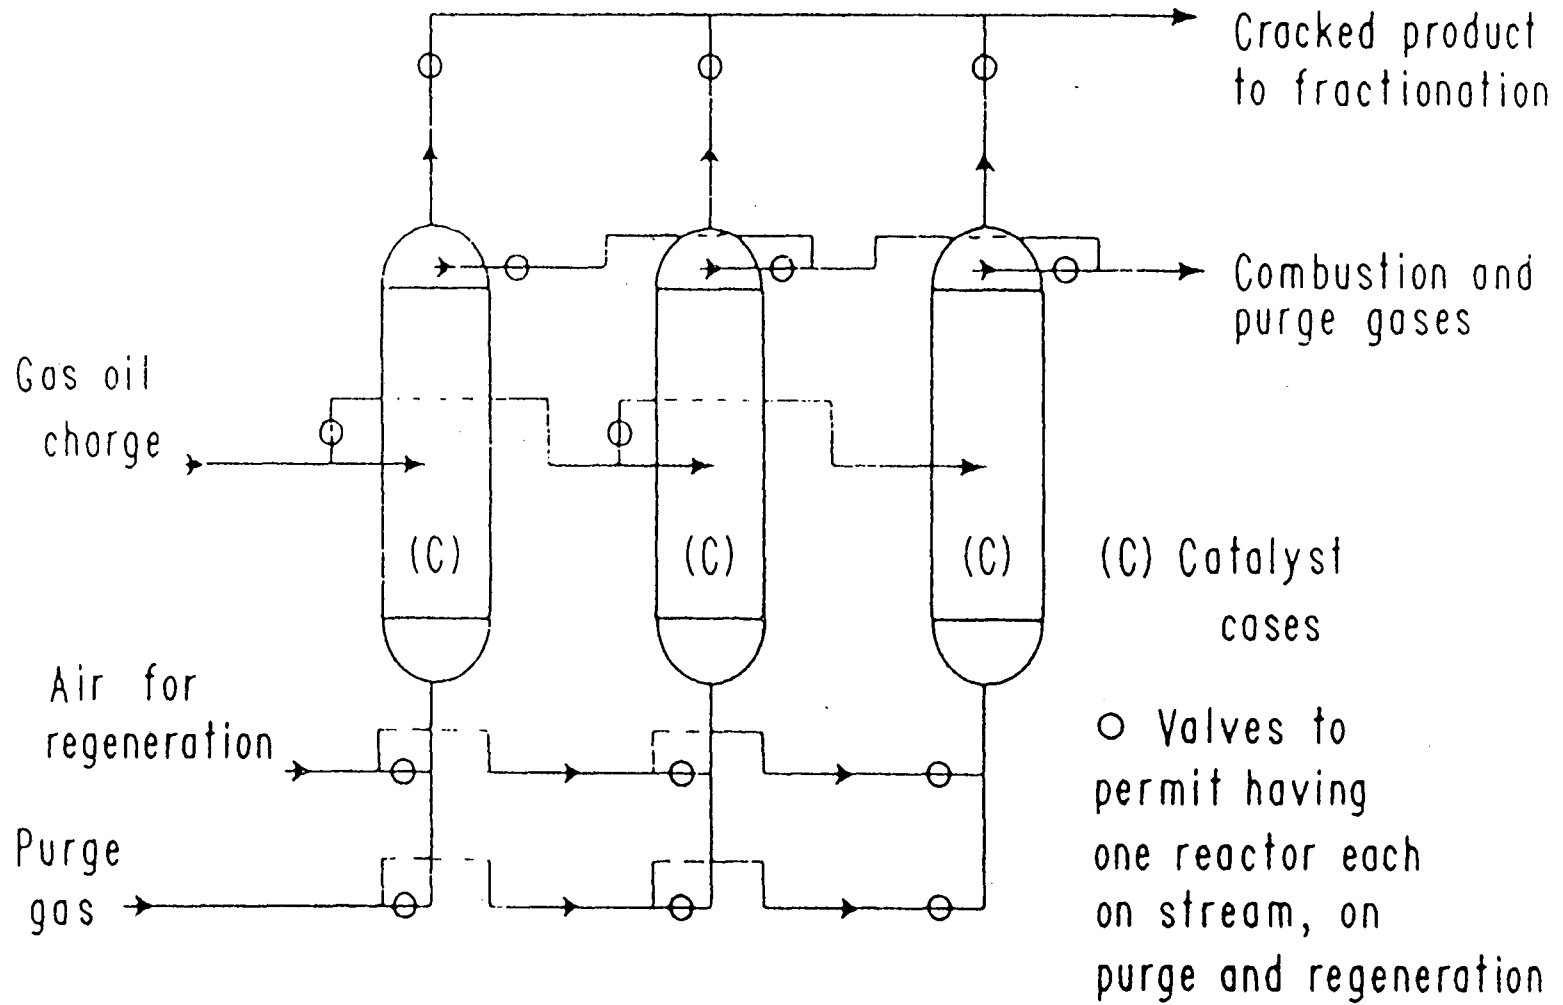 Cracked product
to fractionation
Combustion and
purge gases
Gas oil
charge
(C)
(C)
(C)
(C) Catalyst
cases
Air for
regeneration
Purge
gas
O Valves to
permit having
one reactor each
on stream, on
purge and regeneration